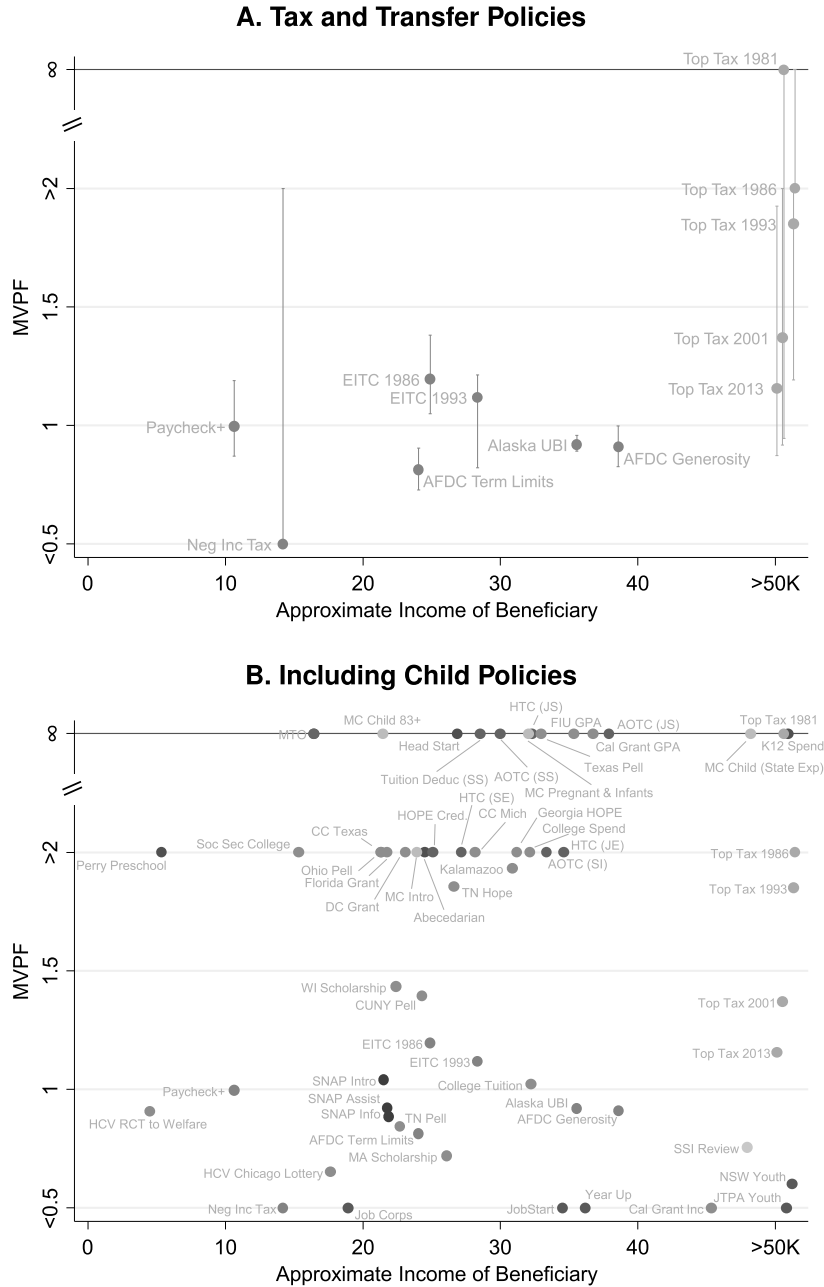 A. Tax and Transfer Policies
∞
Top Tax 1981
>2
Top Tax 1986
Top Tax 1993
MVPF
1.5
Top Tax 2001
EITC 1986
Top Tax 2013
EITC 1993
1
Paycheck+
Alaska UBI
AFDC Generosity
AFDC Term Limits
<0.5
Neg Inc Tax
0 10 20 30 40 >50K
Approximate Income of Beneficiary
B. Including Child Policies
HTC (JS)
MC Child 83+
FIU GPA
AOTC (JS)
Top Tax 1981
∞
MTO
Head Start
Cal Grant GPA
K12 Spend
Texas Pell
MC Child (State Exp)
Tuition Deduc (SS)
AOTC (SS)
MC Pregnant & Infants
HTC (SE)
HOPE Cred.
CC Mich
Georgia HOPE
CC Texas
College Spend
Soc Sec College
HTC (JE)
>2
Top Tax 1986
Perry Preschool
Ohio Pell
Kalamazoo
AOTC (SI)
Florida Grant
TN Hope
Top Tax 1993
MC Intro
DC Grant
Abecedarian
MVPF
1.5
WI Scholarship
CUNY Pell
Top Tax 2001
EITC 1986
Top Tax 2013
EITC 1993
SNAP Intro
College Tuition
1
Paycheck+
SNAP Assist
Alaska UBI
SNAP Info
TN Pell
AFDC Generosity
HCV RCT to Welfare
AFDC Term Limits
SSI Review
MA Scholarship
HCV Chicago Lottery
NSW Youth
Year Up
JTPA Youth
<0.5
Neg Inc Tax
Job Corps
JobStart
Cal Grant Inc
0 10 20 30 40 >50K
Approximate Income of Beneficiary